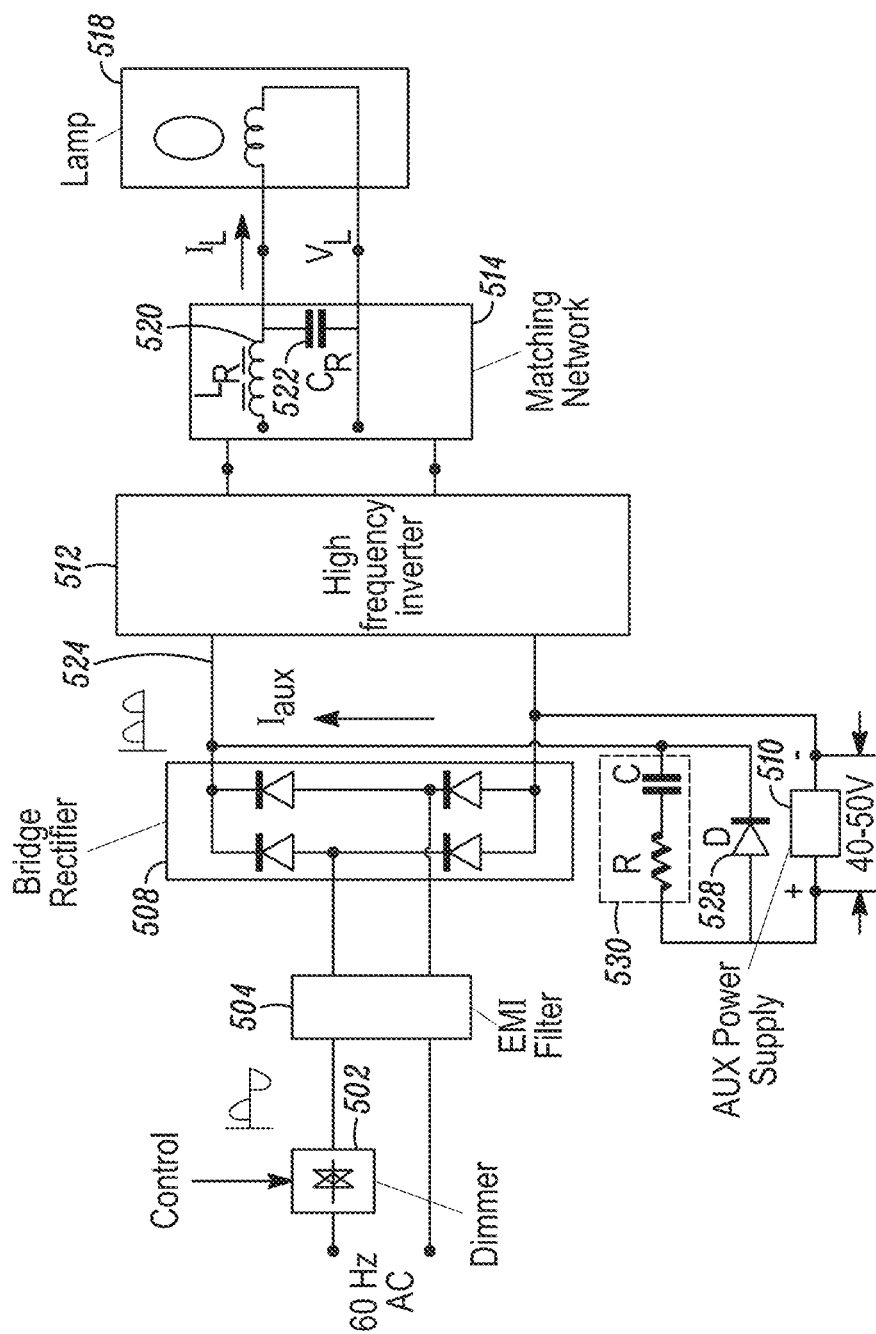 60 Hz
AC
Control
Dimmer
502
504
EMI
Filter
Bridge
Rectifier
508
524
I aux
512
High
frequency
inverter
L R
520
522
C R
514
Matching
Network
I L
V L
Lamp
518
530
R
C
D
528
510
+
-
40-50V
AUX Power
Supply